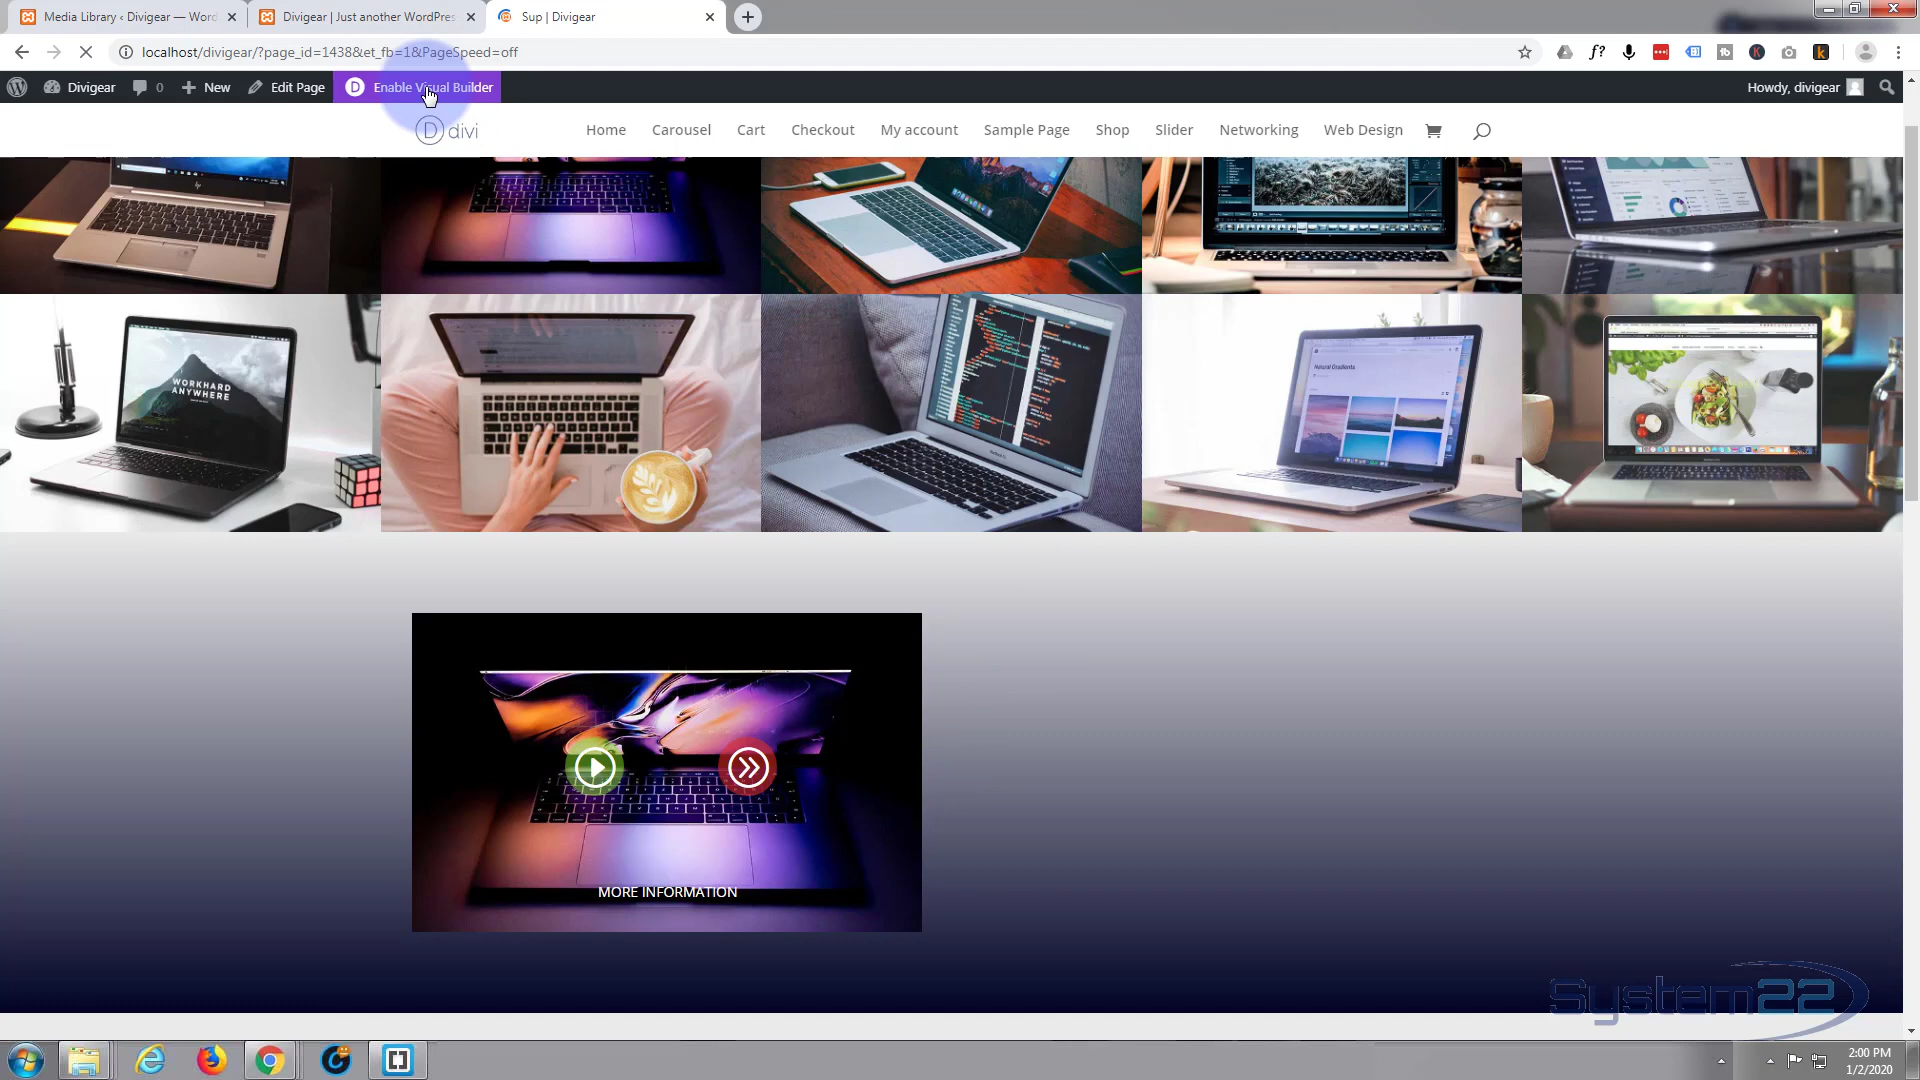 Media Library ‹ Divigear — Word
Divigear | Just another WordPres
Sup | Divigear
localhost/divigear/?page_id=1438&et_fb=1&PageSpeed=off
Divigear
0
New
Edit Page
D
Enable Visual Builder
Howdy, divigear
D divi
Home
Carousel
Cart
Checkout
My account
Sample Page
Shop
Slider
Networking
Web Design
WORKHARD
ANYWHERE
Neural Gradients
MORE INFORMATION
System22
2:00 PM
1/2/2020